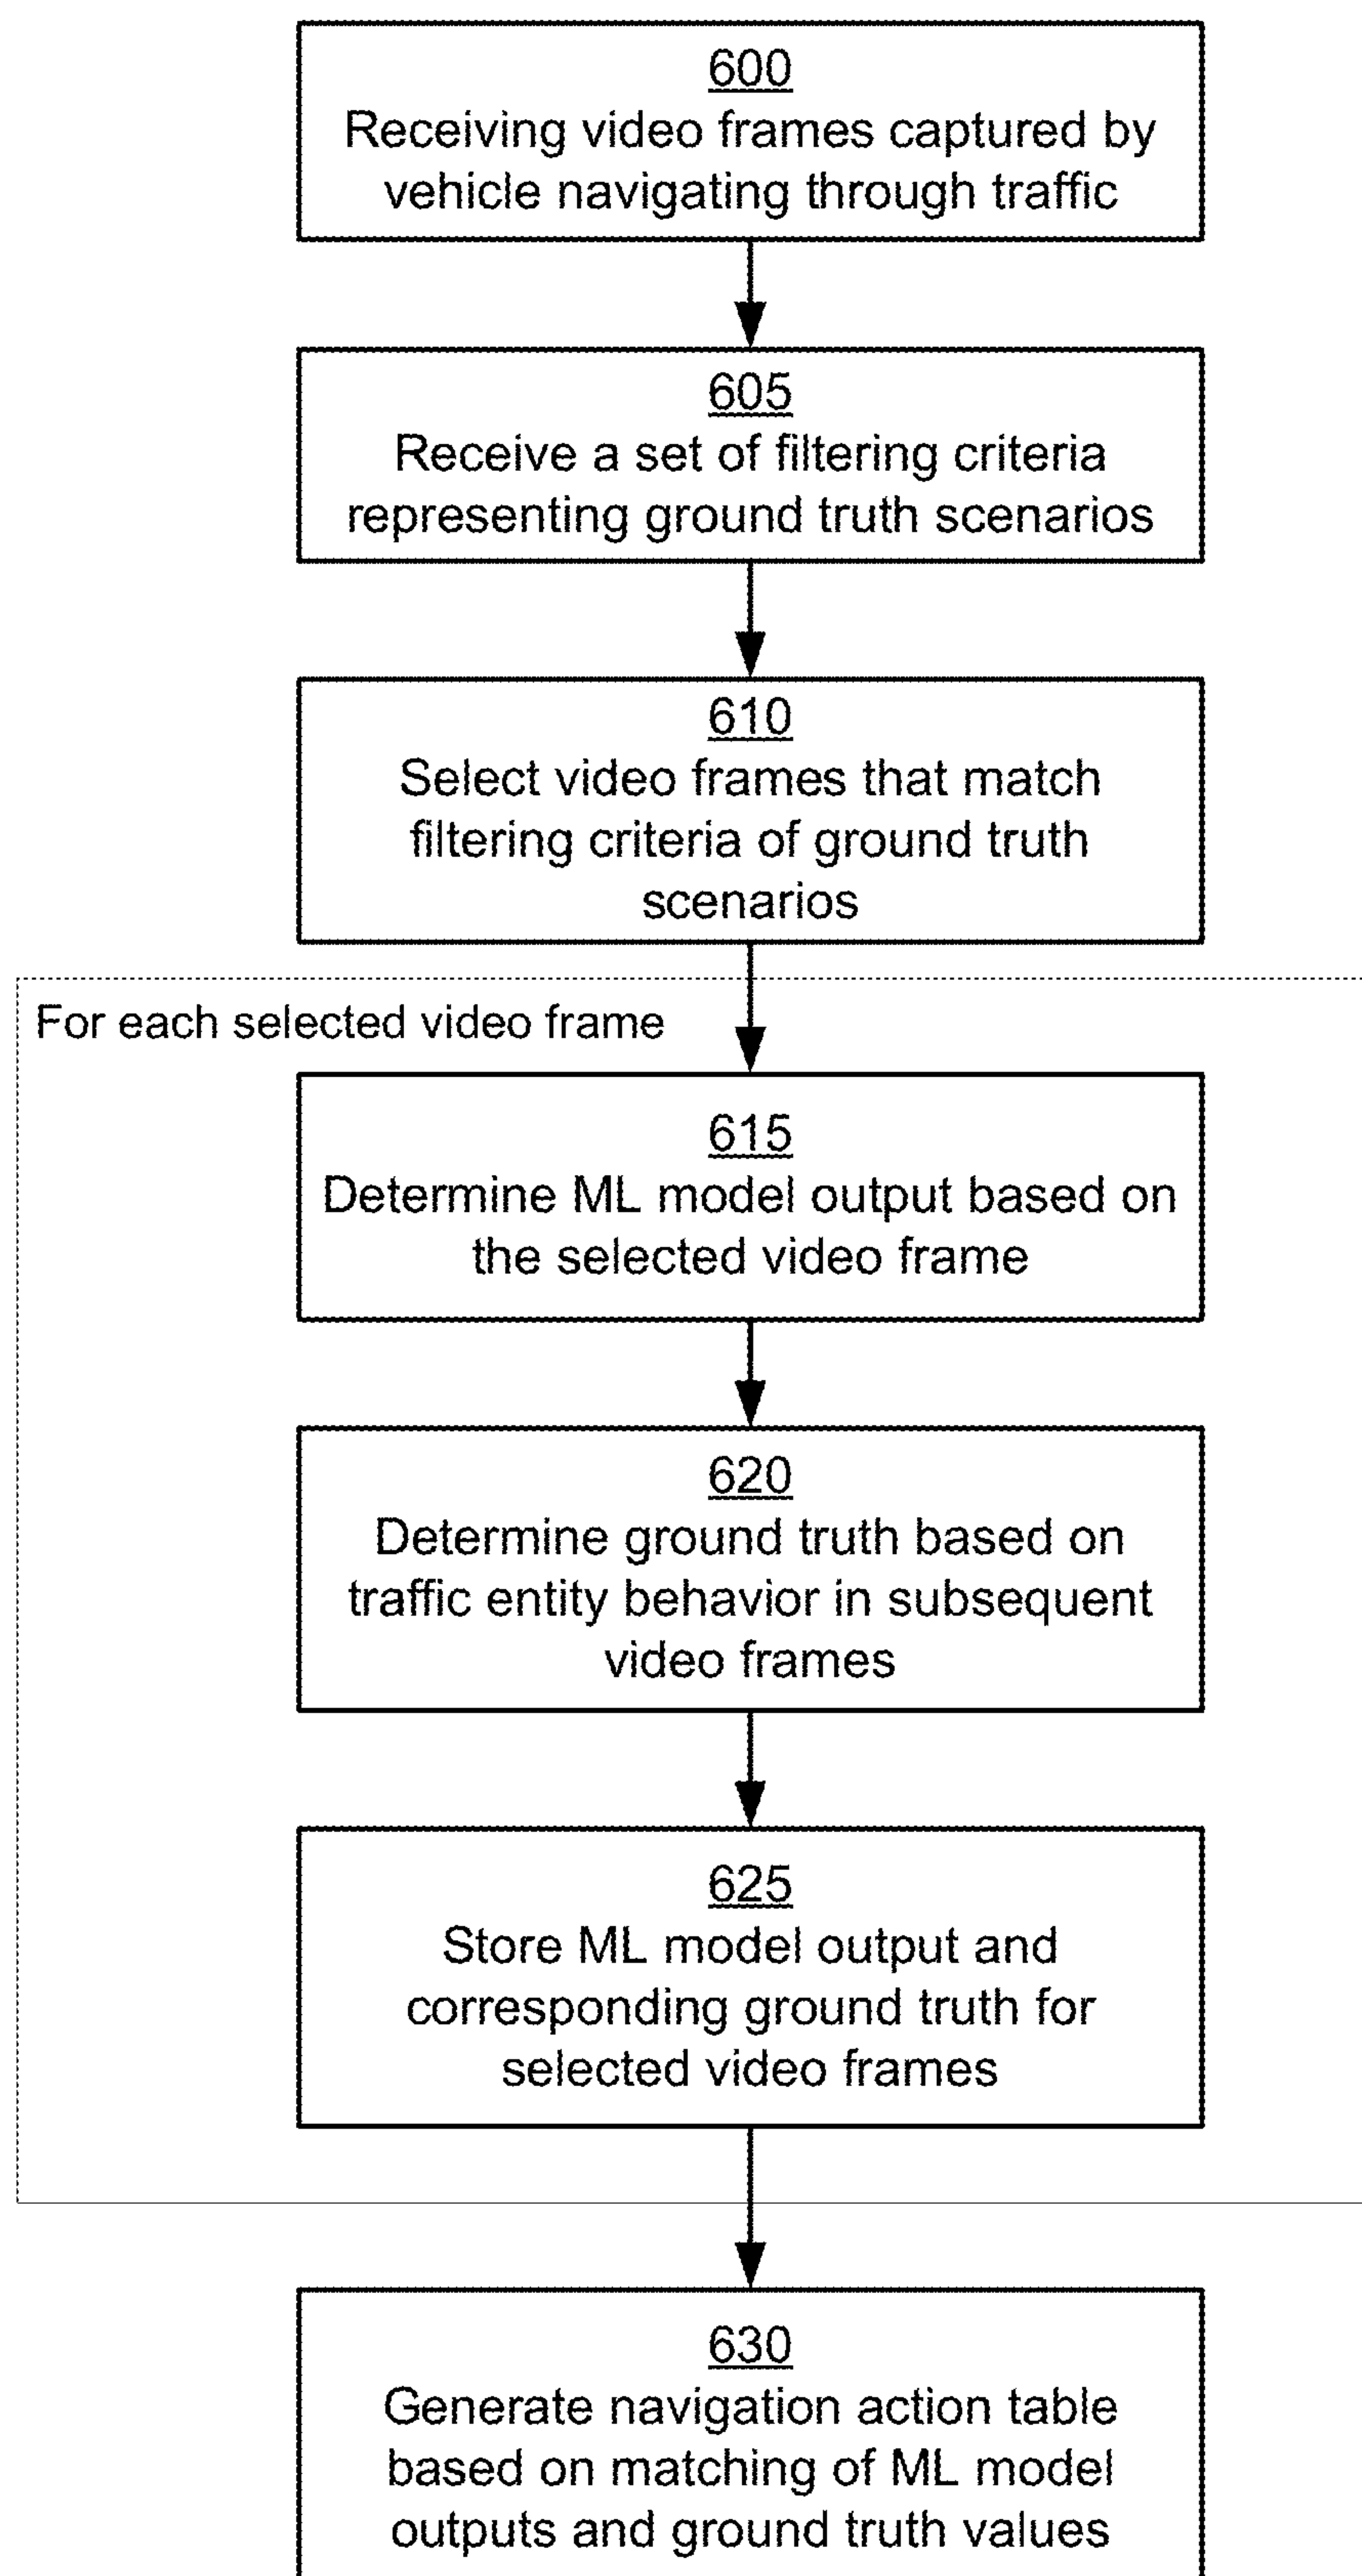 600
Receiving video frames captured by
vehicle navigating through traffic
605
Receive a set of filtering criteria
representing ground truth scenarios
610
Select video frames that match
filtering criteria of ground truth
scenarios
For each selected video frame
615
Determine ML model output based on
the selected video frame
620
Determine ground truth based on
traffic entity behavior in subsequent
video frames
625
Store ML model output and
corresponding ground truth for
selected video frames
630
Generate navigation action table
based on matching of ML model
outputs and ground truth values